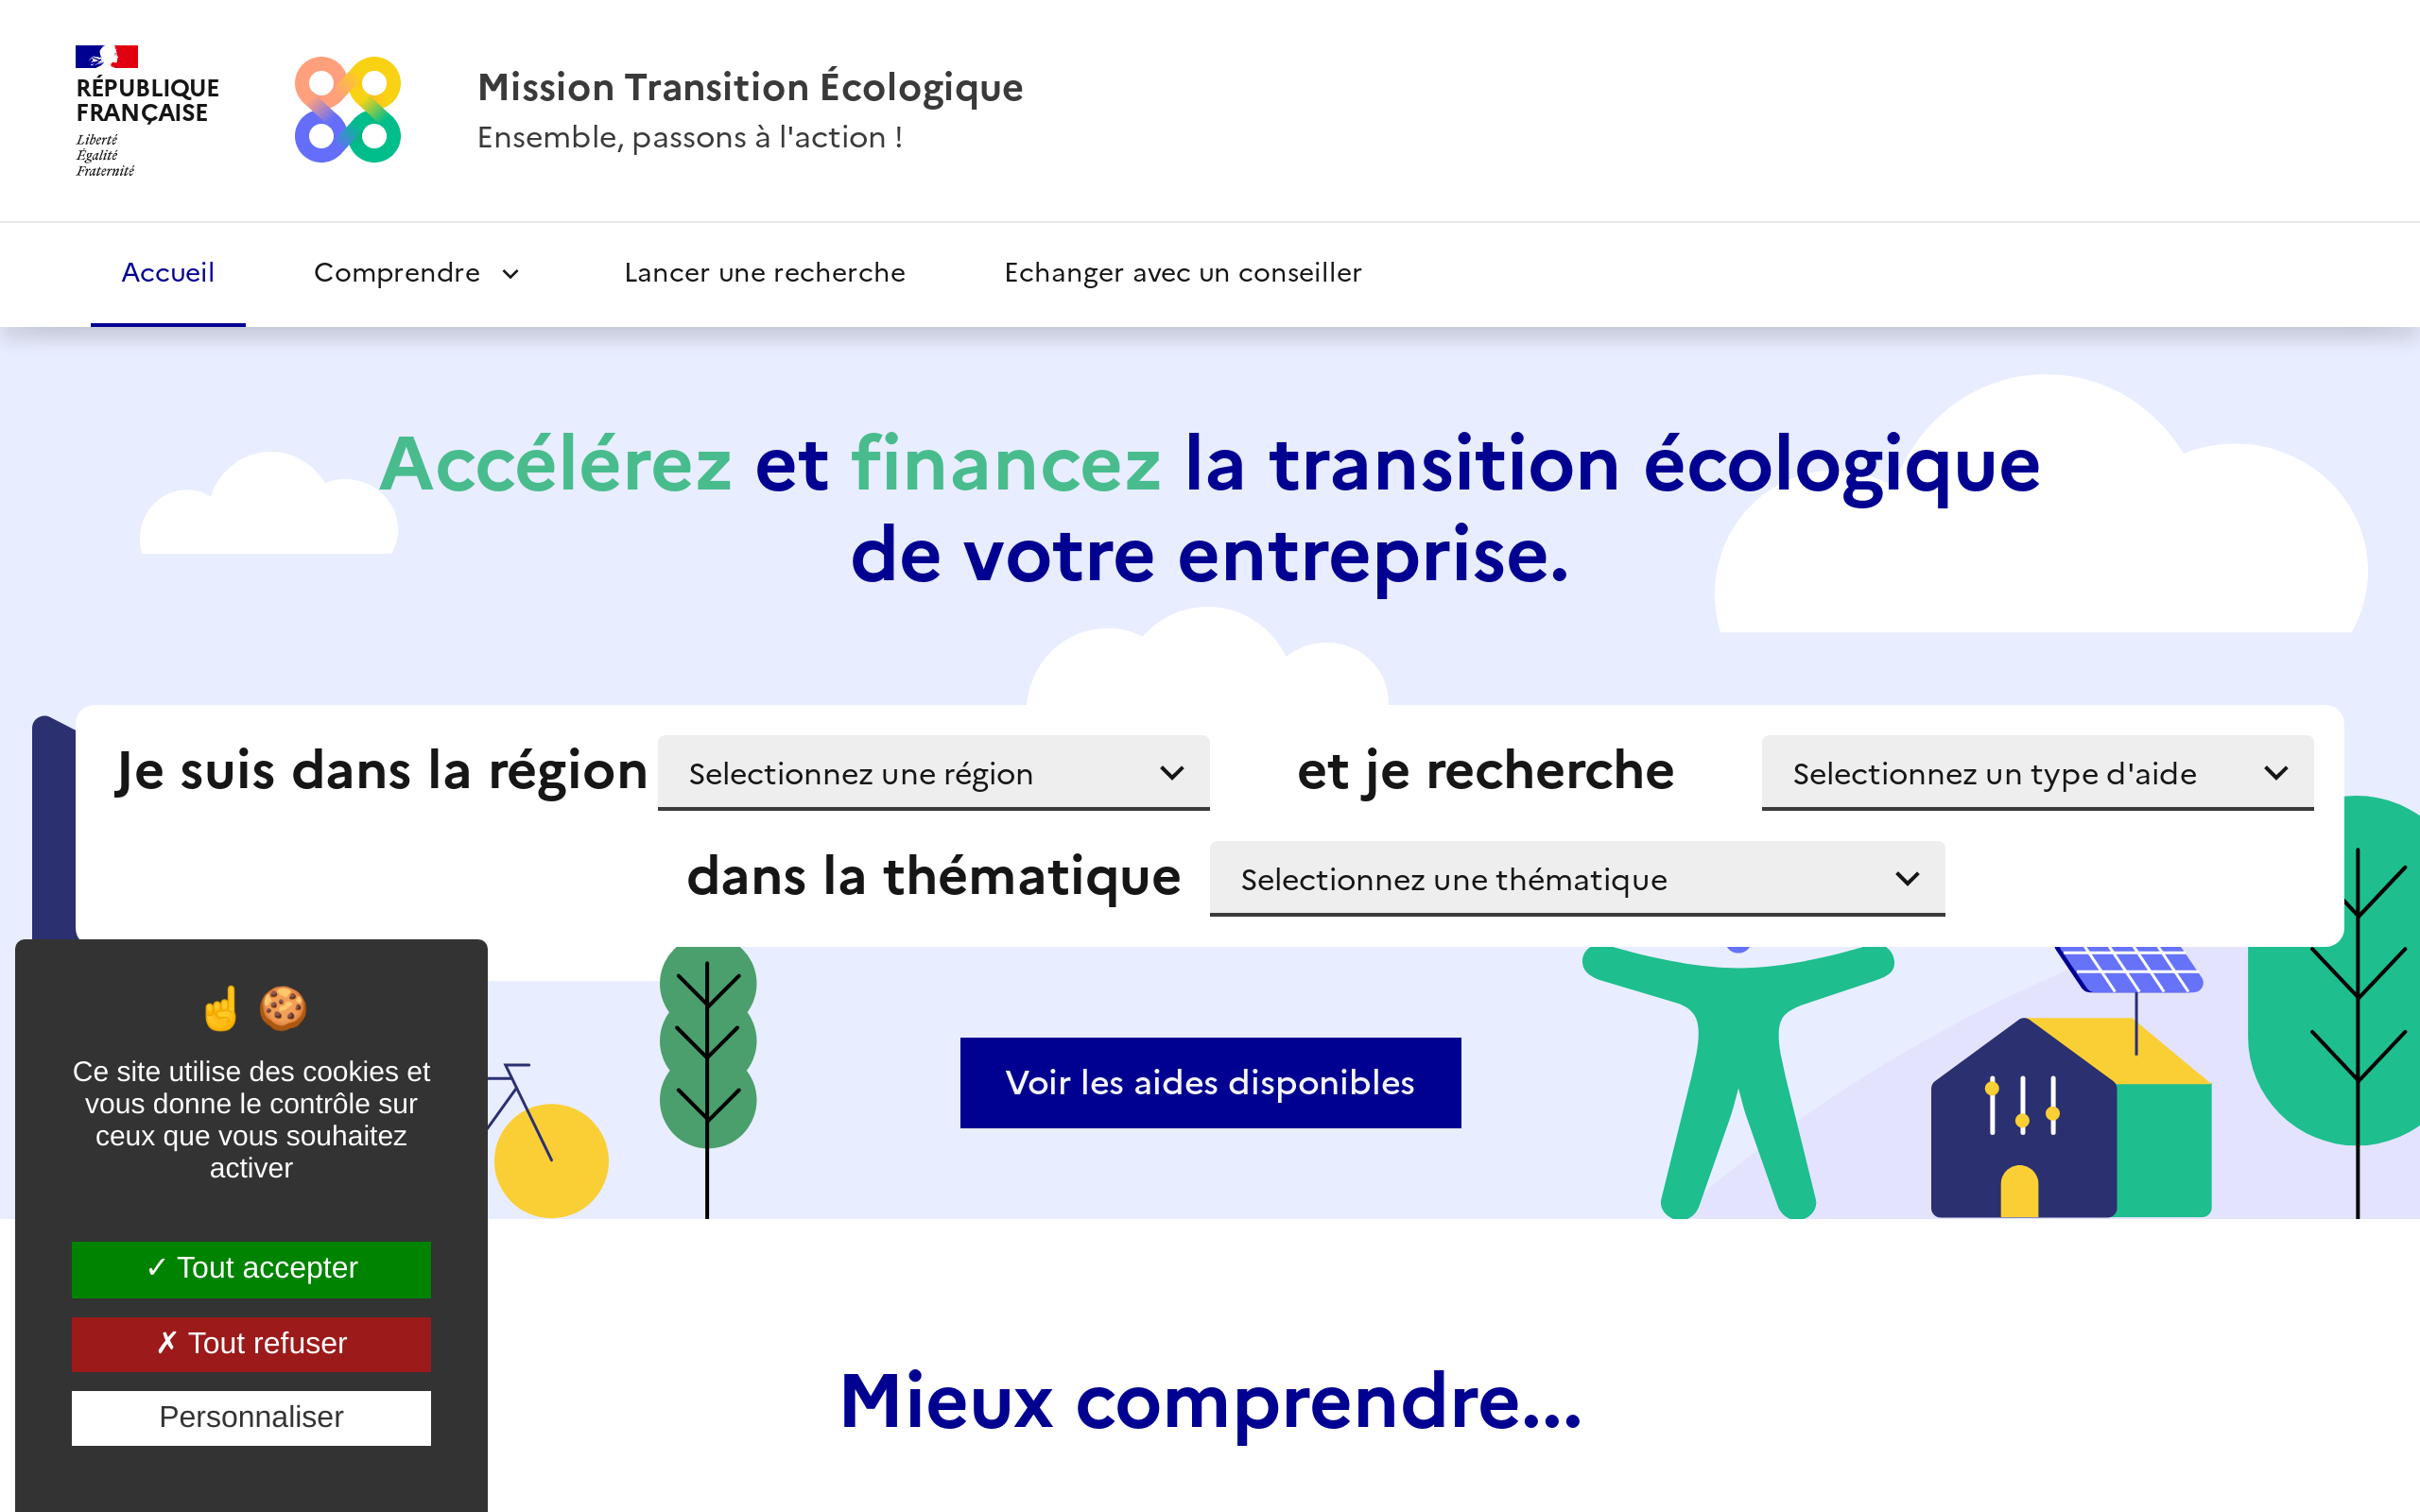 RÉPUBLIQUE
FRANÇAISE
Liberté
Égalité
Fraternité
Mission Transition Écologique
Ensemble, passons à l'action !
Accueil
Comprendre
Lancer une recherche
Echanger avec un conseiller
Accélérez et financez la transition écologique
de votre entreprise.
Je suis dans la région
Selectionnez une région
et je recherche
Selectionnez un type d'aide
dans la thématique
Selectionnez une thématique
Voir les aides disponibles
Ce site utilise des cookies et
vous donne le contrôle sur
ceux que vous souhaitez
activer
✓ Tout accepter
✗ Tout refuser
Personnaliser
Mieux comprendre...